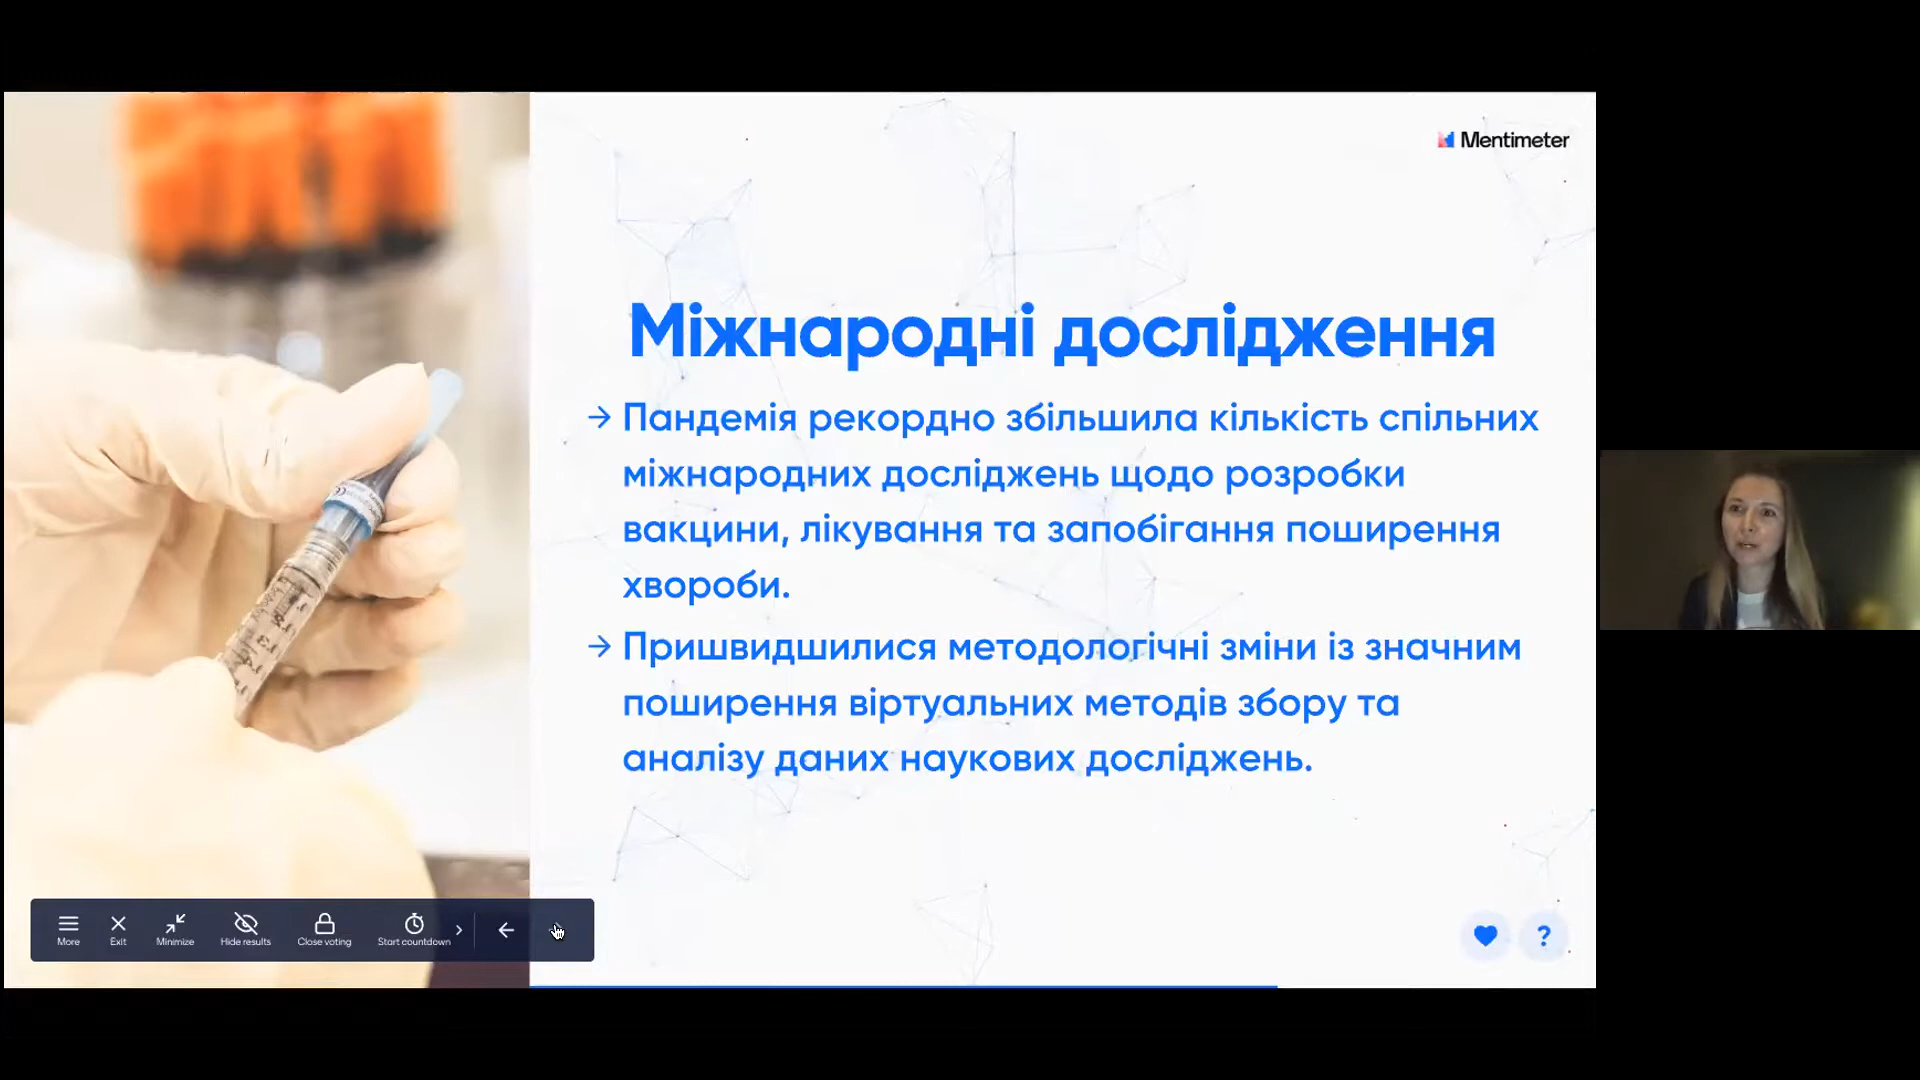 Mentimeter
Міжнародні дослідження
→ Пандемія рекордно збільшила кількість спільних
міжнародних досліджень щодо розробки
вакцини, лікування та запобігання поширення
хвороби.
→ Пришвидшилися методологічні зміни із значним
поширення віртуальних методів збору та
аналізу даних наукових досліджень.
More Exit Minimize Hide results Close voting Start countdown
?